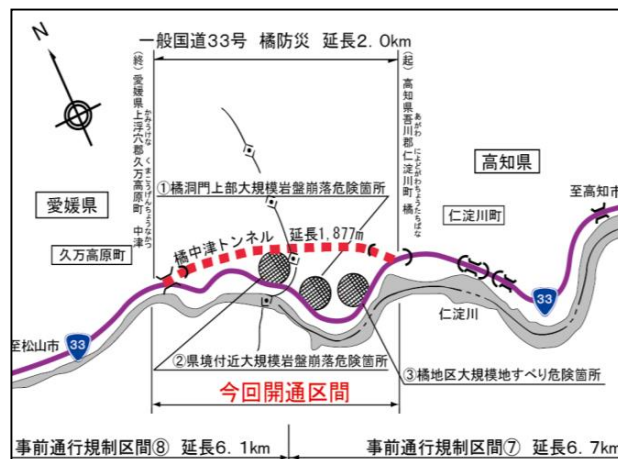 N
一般国道33号 橘防災 延長2.0km
(終)愛媛県上浮穴郡久万高原町 中津
かみうけな くまこうげんちょうなかつ
(起)高知県吾川郡仁淀川町 橘
あがわ によどがわちょうたちばな
①橘洞門上部大規模岩盤崩落危険箇所
高知県
至高知市
愛媛県
仁淀川町
久万高原町
橘中津トンネル 延長1,877m
33
仁淀川
33
至松山市
②県境付近大規模岩盤崩落危険箇所
③橘地区大規模地すべり危険箇所
今回開通区間
事前通行規制区間⑧ 延長6.1km
事前通行規制区間⑦ 延長6.7km